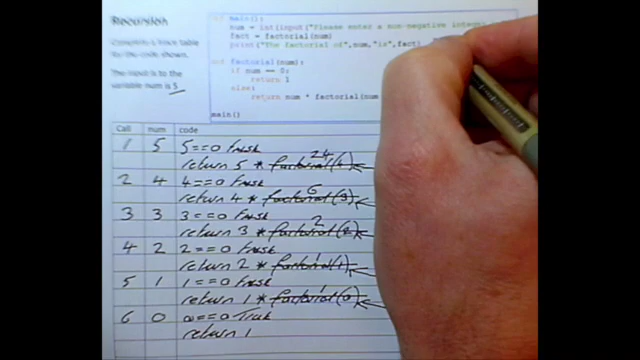 Recursion
Complete a trace table
for the code shown.
The input is to the
variable num is 5
def main():
num = int(input("Please enter a non-negative
fact = factorial(num)
print("The factorial of",num,"is",fact)
def factorial(num):
if num == 0:
return 1
else:
return num * factorial(num
main()
Call num code
1 5 5==0 False
24
return 5 * factorial(4)
2 4 4==0 False
6
return 4 * factorial(3)
3 3 3==0 False
2
return 3 * factorial(2)
4 2 2==0 False
1
return 2 * factorial(1)
5 1 1==0 False
1
return 1 * factorial(0)
6 0 0==0 True
return 1